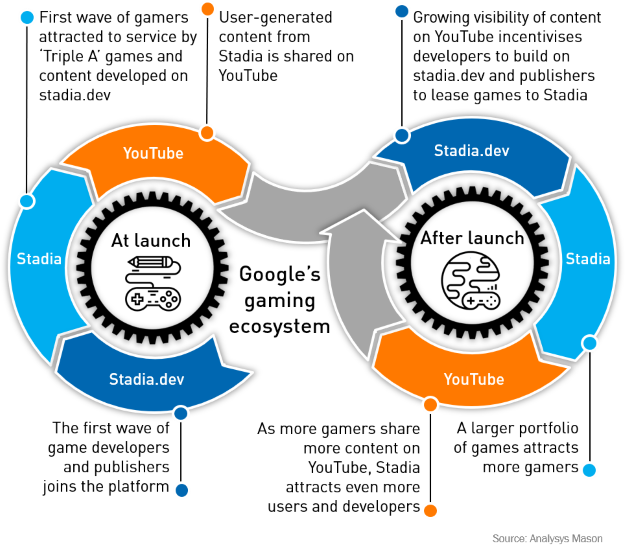 First wave of gamers
attracted to service by
‘Triple A’ games and
content developed on
stadia.dev
User-generated
content from
Stadia is shared on
YouTube
Growing visibility of content
on YouTube incentivises
developers to build on
stadia.dev and publishers
to lease games to Stadia
YouTube
Stadia
At launch
Stadia.dev
Google’s
gaming
ecosystem
Stadia.dev
After launch
Stadia
YouTube
The first wave of
game developers
and publishers
joins the platform
As more gamers share
more content on
YouTube, Stadia
attracts even more
users and developers
A larger portfolio
of games attracts
more gamers
Source: Analysys Mason